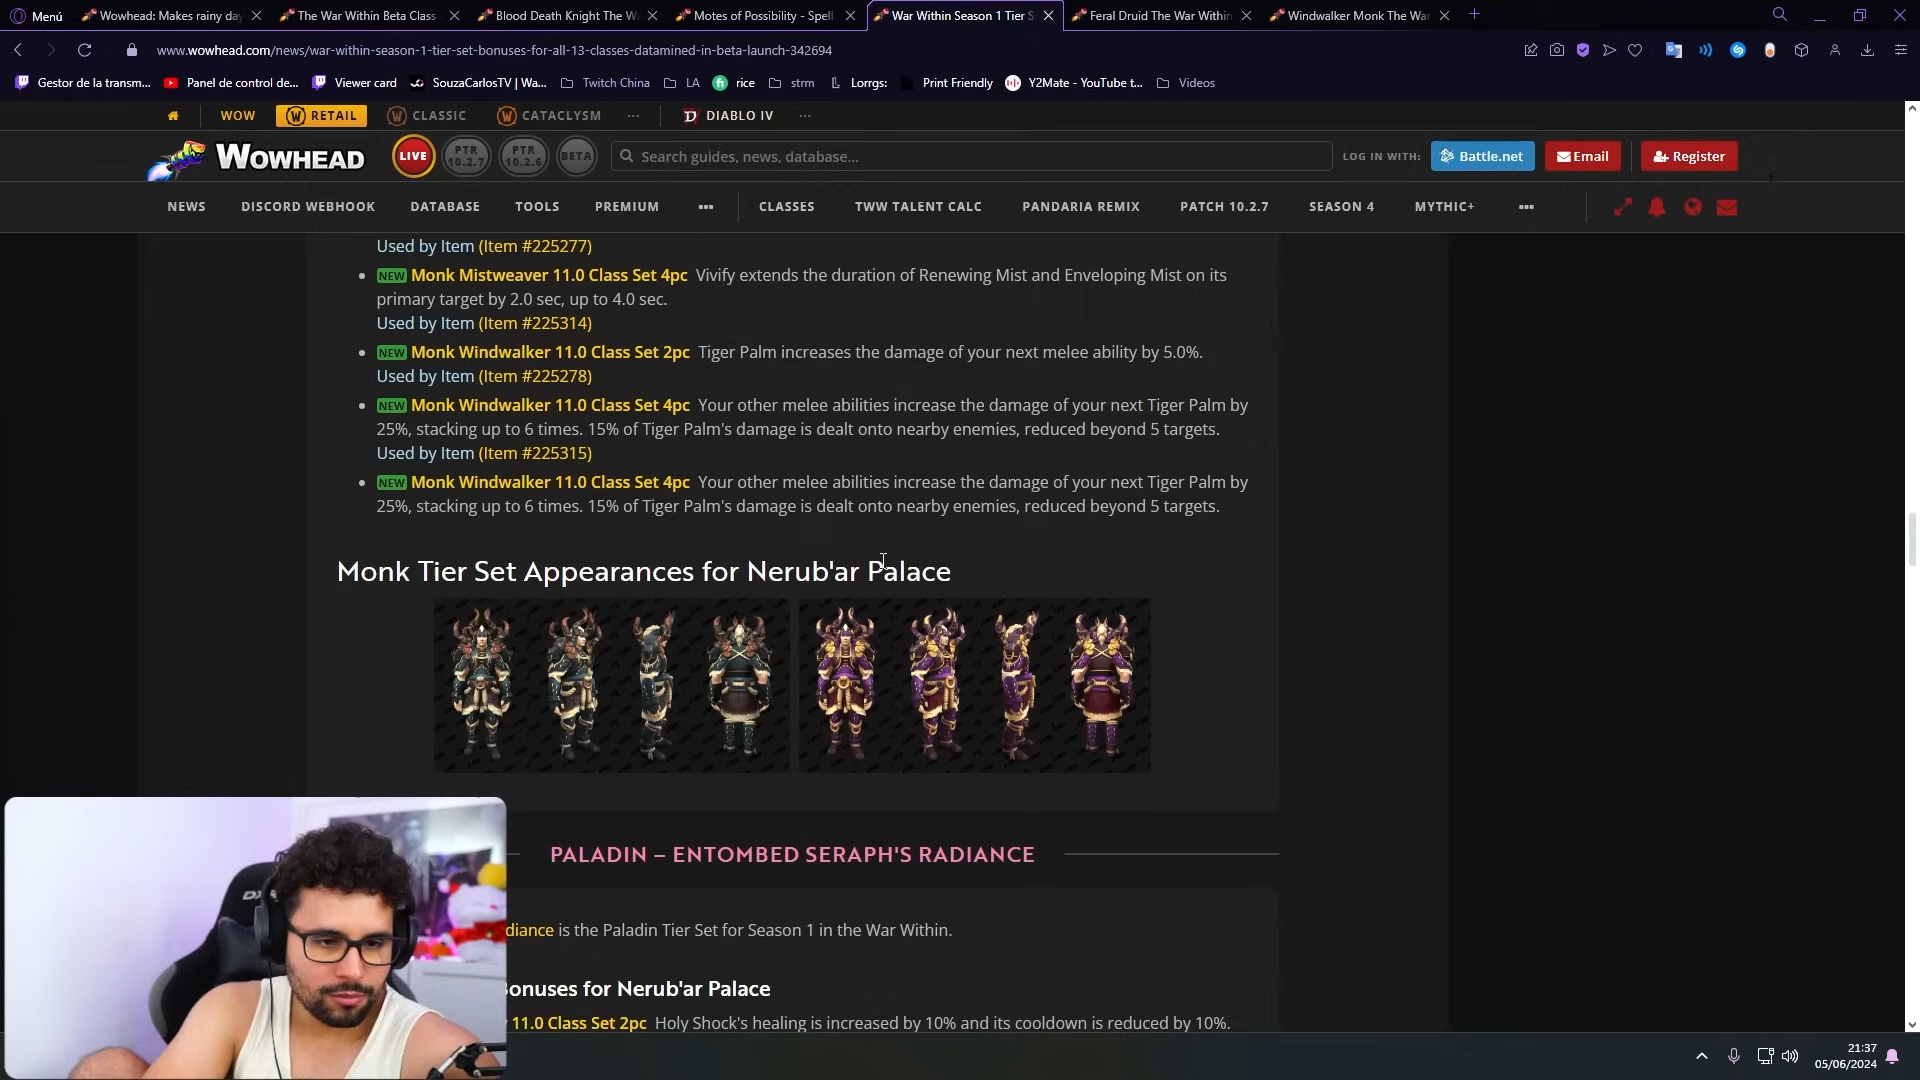 Menú
Wowhead: Makes rainy day
The War Within Beta Class
Blood Death Knight The Wa
Motes of Possibility - Spell
War Within Season 1 Tier S
Feral Druid The War Within
Windwalker Monk The War
www.wowhead.com/news/war-within-season-1-tier-set-bonuses-for-all-13-classes-datamined-in-beta-launch-342694
Gestor de la transm...
Panel de control de...
Viewer card
SouzaCarlosTV | Wa...
Twitch China
LA
rice
strm
Lorrgs:
Print Friendly
Y2Mate - YouTube t...
Videos
WOW
RETAIL
CLASSIC
CATACLYSM
...
DIABLO IV
...
WOWHEAD
LIVE
PTR 10.2.7
PTR 10.2.6
BETA
Search guides, news, database...
LOG IN WITH:
Battle.net
Email
Register
NEWS
DISCORD WEBHOOK
DATABASE
TOOLS
PREMIUM
...
CLASSES
TWW TALENT CALC
PANDARIA REMIX
PATCH 10.2.7
SEASON 4
MYTHIC+
...
Used by Item (Item #225277)
NEW Monk Mistweaver 11.0 Class Set 4pc Vivify extends the duration of Renewing Mist and Enveloping Mist on its
primary target by 2.0 sec, up to 4.0 sec.
Used by Item (Item #225314)
NEW Monk Windwalker 11.0 Class Set 2pc Tiger Palm increases the damage of your next melee ability by 5.0%.
Used by Item (Item #225278)
NEW Monk Windwalker 11.0 Class Set 4pc Your other melee abilities increase the damage of your next Tiger Palm by
25%, stacking up to 6 times. 15% of Tiger Palm's damage is dealt onto nearby enemies, reduced beyond 5 targets.
Used by Item (Item #225315)
NEW Monk Windwalker 11.0 Class Set 4pc Your other melee abilities increase the damage of your next Tiger Palm by
25%, stacking up to 6 times. 15% of Tiger Palm's damage is dealt onto nearby enemies, reduced beyond 5 targets.
Monk Tier Set Appearances for Nerub'ar Palace
PALADIN – ENTOMBED SERAPH'S RADIANCE
diance is the Paladin Tier Set for Season 1 in the War Within.
onuses for Nerub'ar Palace
11.0 Class Set 2pc Holy Shock's healing is increased by 10% and its cooldown is reduced by 10%.
DX
21:37
05/06/2024